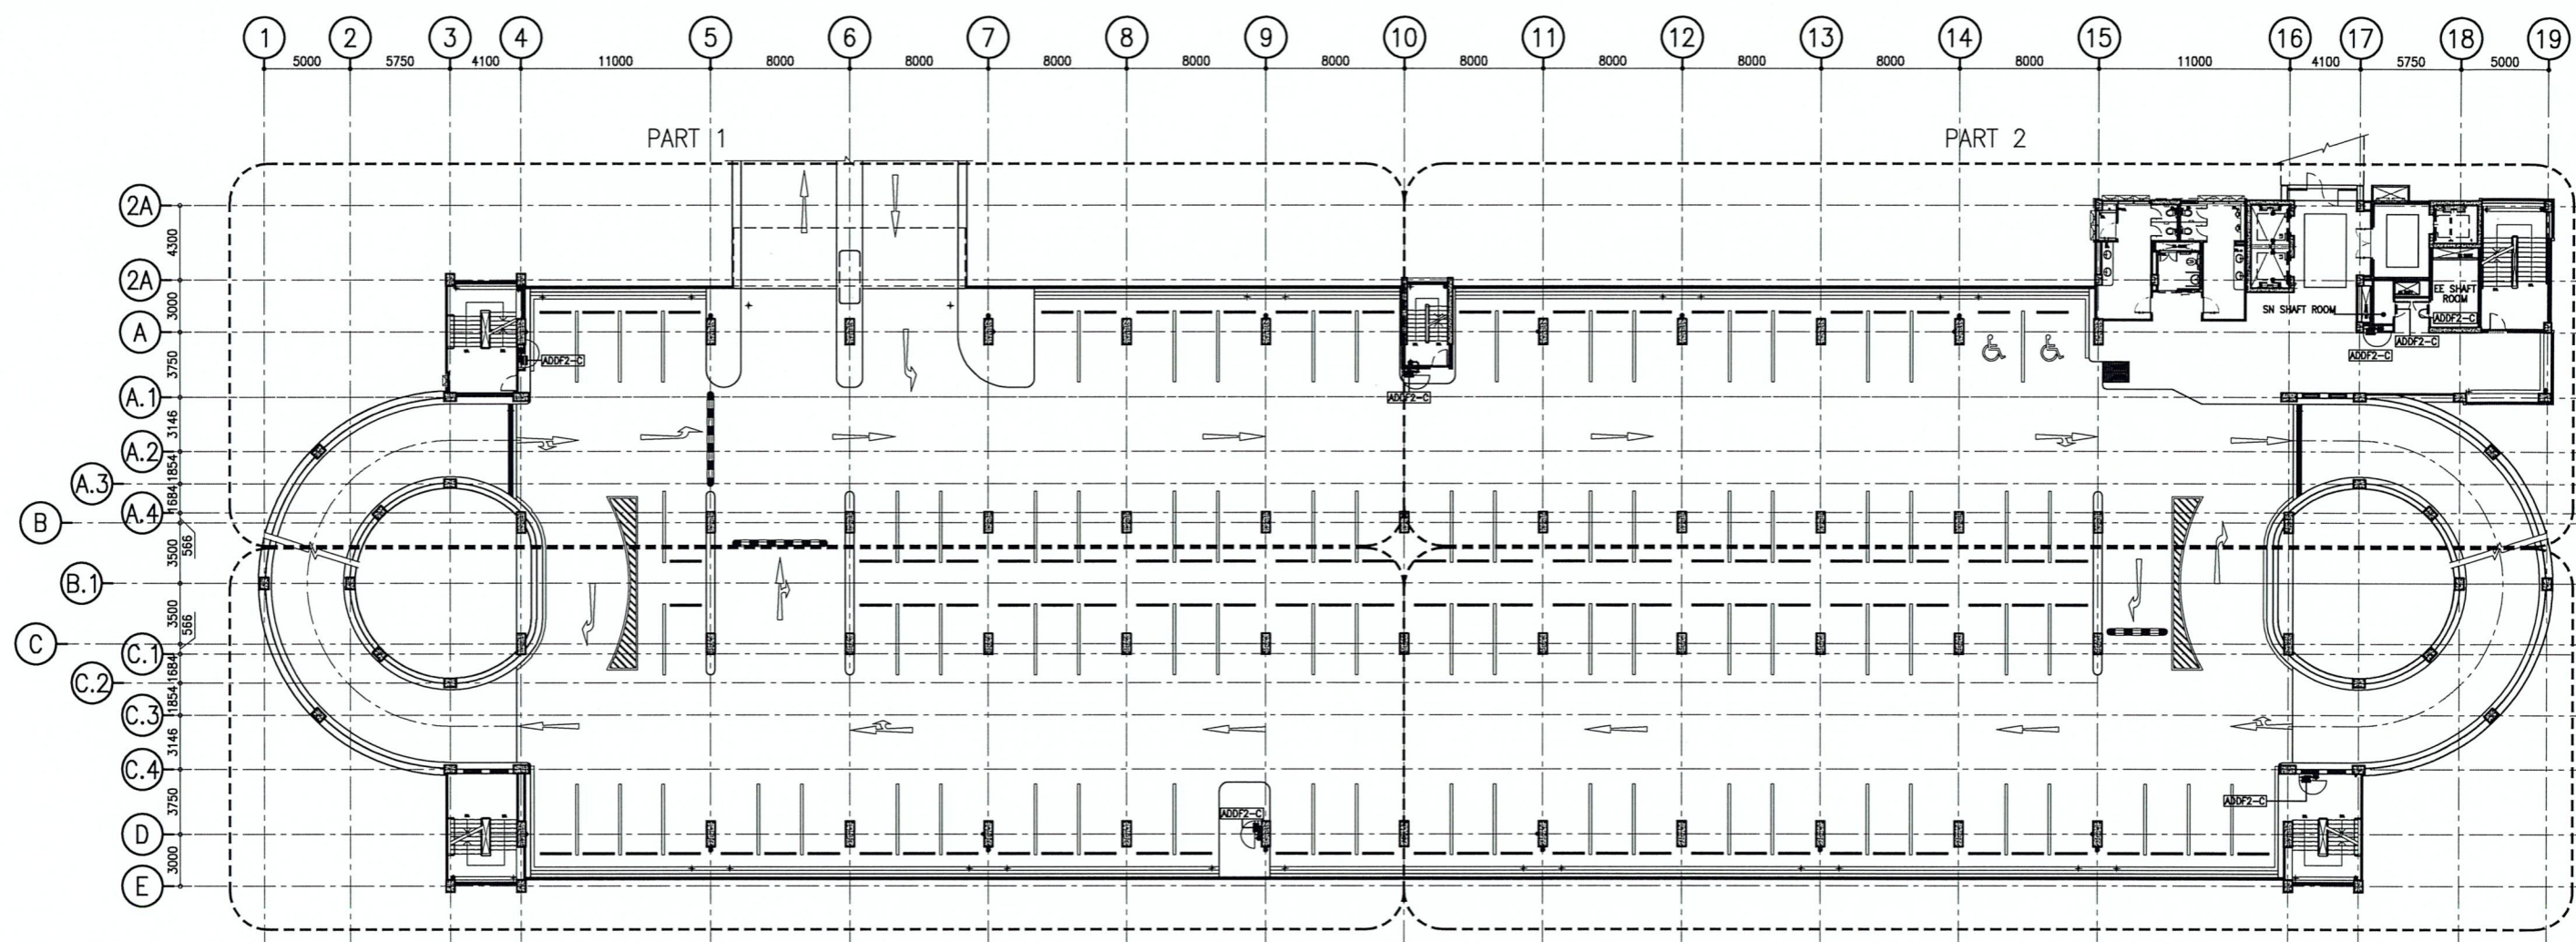 1 2 3 4 5 6 7 8 9 10 11 12 13 14 15 16 17 18 19
5000 5750 4100 11000 8000 8000 8000 8000 8000 8000 8000 8000 8000 8000 11000 4100 5750 5000
PART 1 PART 2
2A
4300
2A
3000
EE SHAFT
ROOM
SN SHAFT ROOM
ADDF2-C
A
ADDF2-C
ADDF2-C ADDF2-C
3750
A.1
ADDF2-C
3146
A.2
1854
A.3
1684
A.4
B
566
3500
B.1
3500
566
C
C.1
1684
C.2
1854
C.3
3146
C.4
3750
ADDF2-C
ADDF2-C
D
3000
E